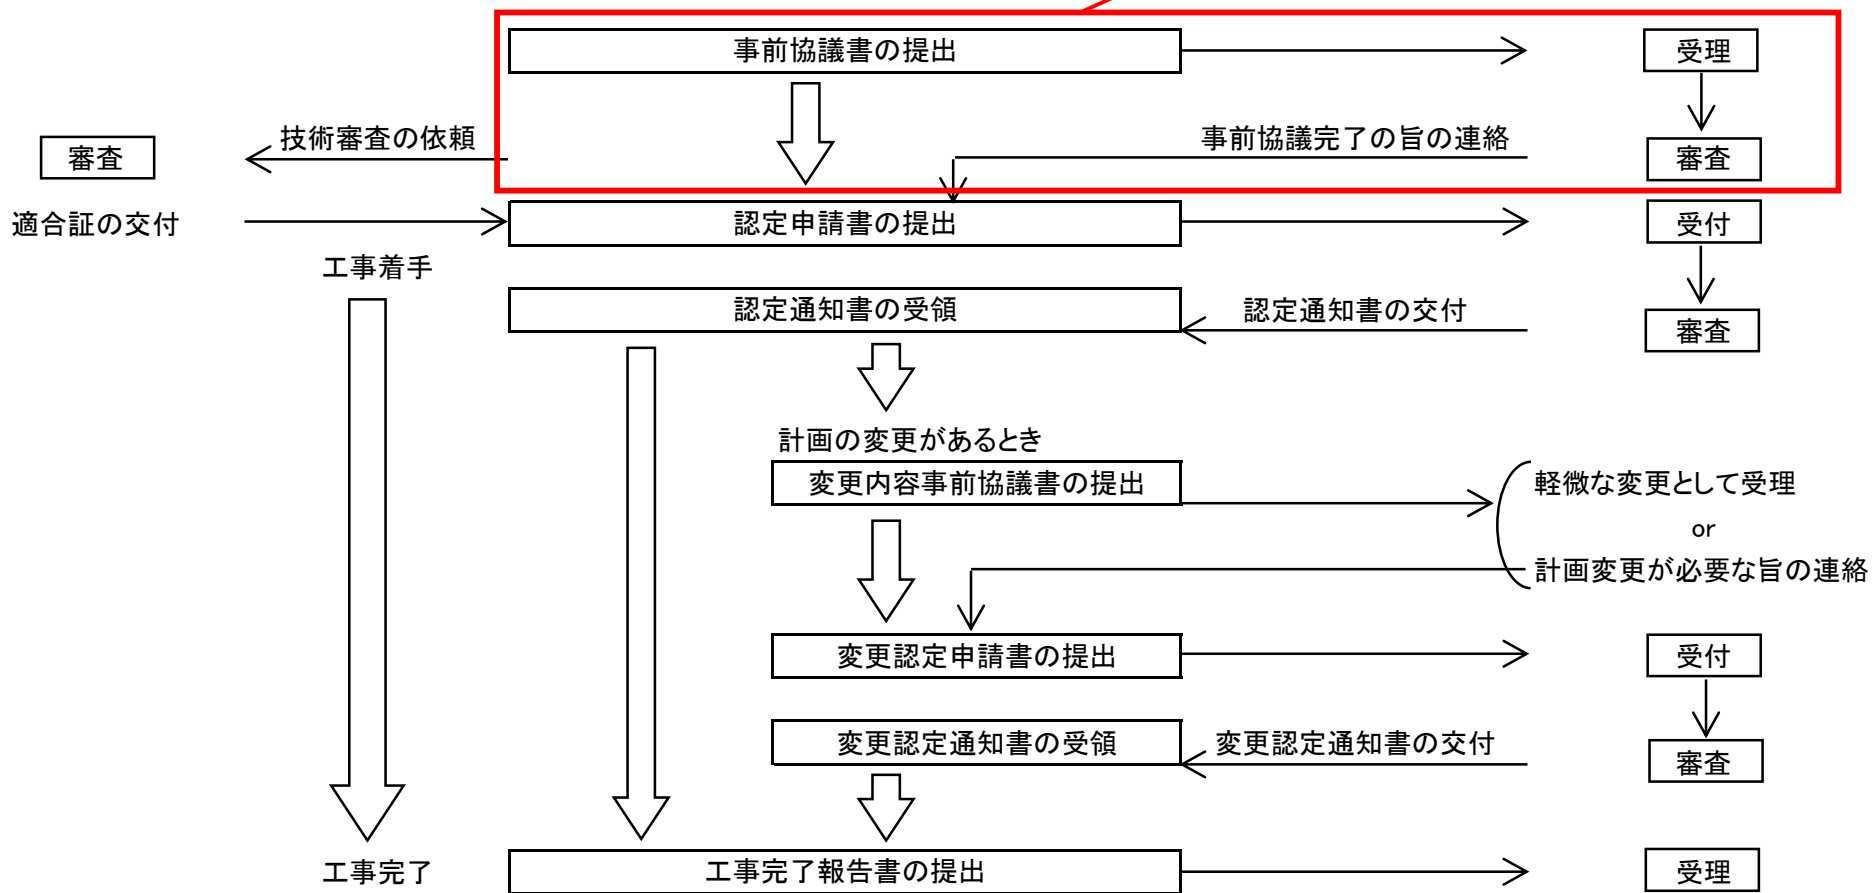 事前協議書の提出
受理
技術審査の依頼
事前協議完了の旨の連絡
審査
審査
適合証の交付
認定申請書の提出
受付
工事着手
認定通知書の受領
認定通知書の交付
審査
計画の変更があるとき
変更内容事前協議書の提出
軽微な変更として受理
or
計画変更が必要な旨の連絡
変更認定申請書の提出
受付
変更認定通知書の受領
変更認定通知書の交付
審査
工事完了
工事完了報告書の提出
受理